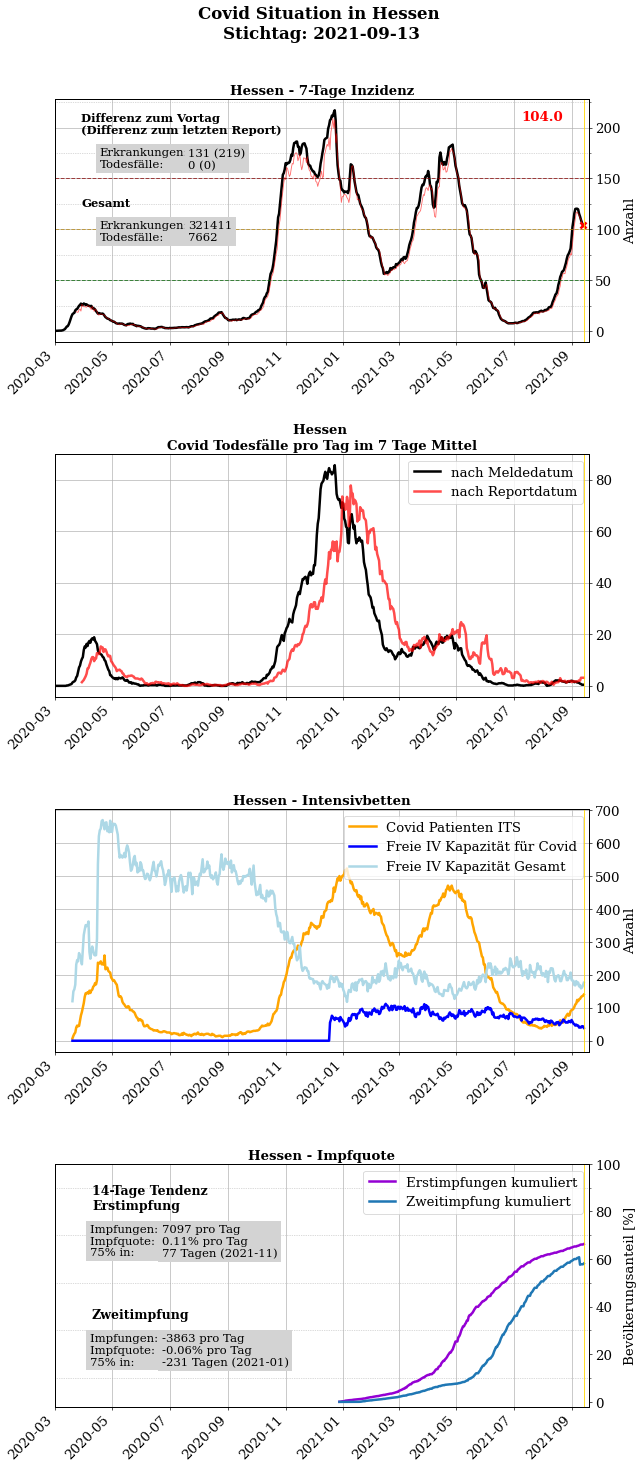 Covid Situation in Hessen
Stichtag: 2021-09-13
Hessen - 7-Tage Inzidenz
Differenz zum Vortag
(Differenz zum letzten Report)
Erkrankungen 131 (219)
Todesfälle: 0 (0)
Gesamt
Erkrankungen 321411
Todesfälle: 7662
104.0
200
150
100
50
0
Anzahl
2020-03
2020-05
2020-07
2020-09
2020-11
2021-01
2021-03
2021-05
2021-07
2021-09
Hessen
Covid Todesfälle pro Tag im 7 Tage Mittel
nach Meldedatum
nach Reportdatum
80
60
40
20
0
2020-03
2020-05
2020-07
2020-09
2020-11
2021-01
2021-03
2021-05
2021-07
2021-09
Hessen - Intensivbetten
Covid Patienten ITS
Freie IV Kapazität für Covid
Freie IV Kapazität Gesamt
700
600
500
400
300
200
100
0
Anzahl
2020-03
2020-05
2020-07
2020-09
2020-11
2021-01
2021-03
2021-05
2021-07
2021-09
Hessen - Impfquote
14-Tage Tendenz
Erstimpfung
Impfungen: 7097 pro Tag
Impfquote: 0.11% pro Tag
75% in: 77 Tagen (2021-11)
Zweitimpfung
Impfungen: -3863 pro Tag
Impfquote: -0.06% pro Tag
75% in: -231 Tagen (2021-01)
Erstimpfungen kumuliert
Zweitimpfung kumuliert
100
80
60
40
20
0
Bevölkerungsanteil [%]
2020-03
2020-05
2020-07
2020-09
2020-11
2021-01
2021-03
2021-05
2021-07
2021-09